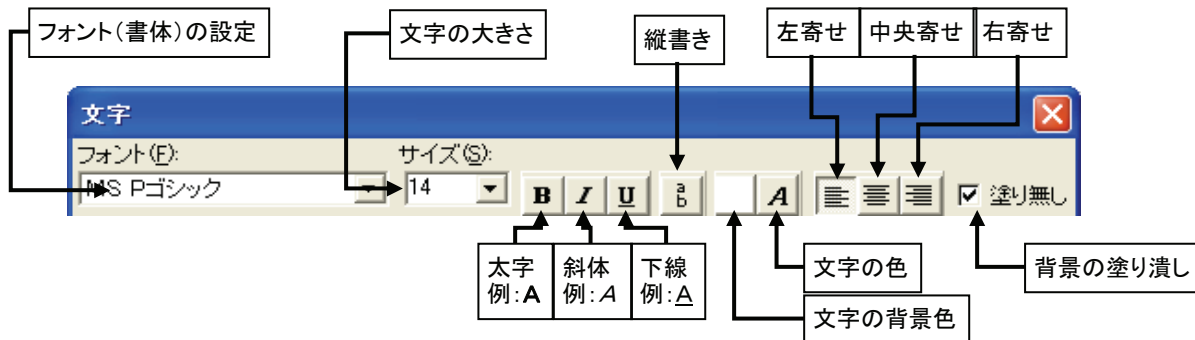 フォント（書体）の設定
文字の大きさ
縦書き
左寄せ
中央寄せ
右寄せ
文字
フォント(F):
サイズ(S):
MS Pゴシック
14
B
I
U
a
b
A
塗り無し
太字
例：A
斜体
例：A
下線
例：A
文字の色
文字の背景色
背景の塗り潰し